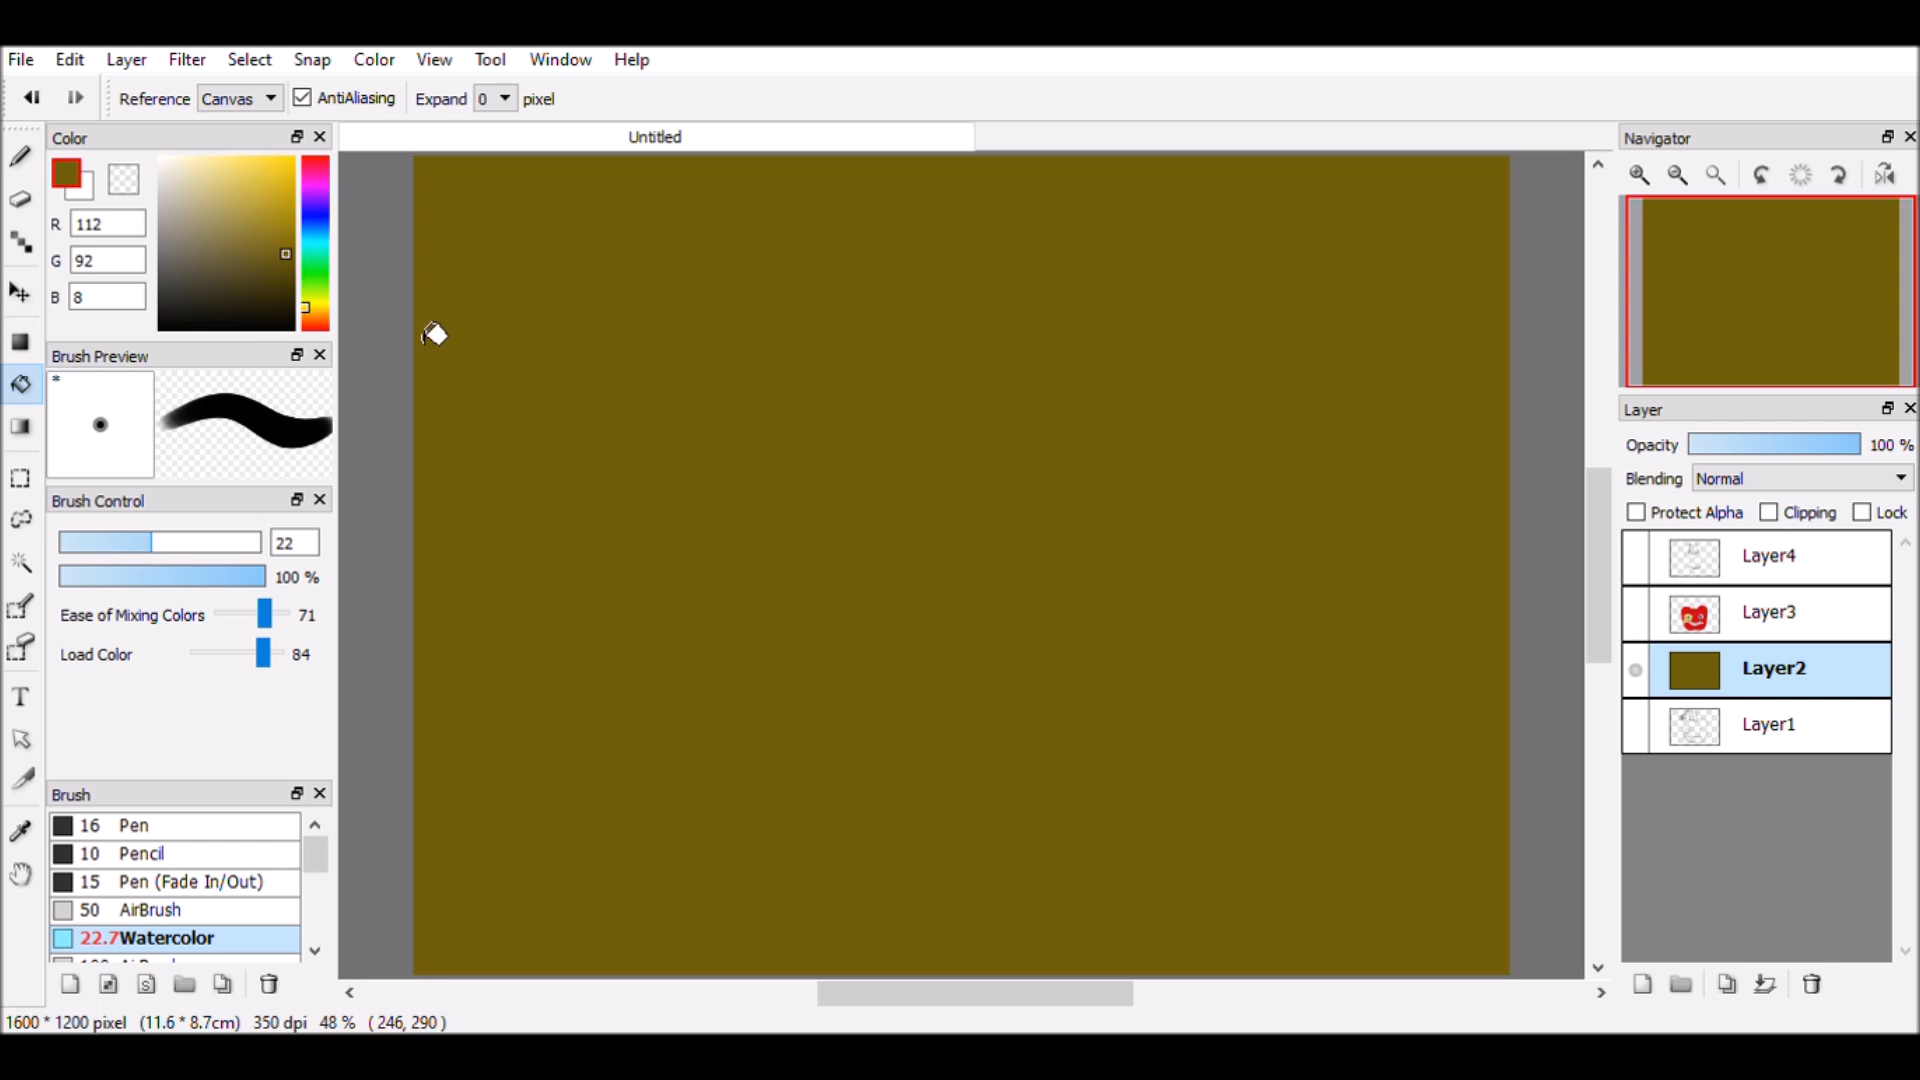 File Edit Layer Filter Select Snap Color View Tool Window Help
Reference Canvas AntiAliasing Expand 0 pixel
Color
R 112
G 92
B 8
Brush Preview
*
Brush Control
22
100 %
Ease of Mixing Colors 71
Load Color 84
T
Brush
16 Pen
10 Pencil
15 Pen (Fade In/Out)
50 AirBrush
22.7Watercolor
S
Untitled
Navigator
Layer
Opacity 100 %
Blending Normal
Protect Alpha Clipping Lock
Layer4
Layer3
Layer2
Layer1
1600 * 1200 pixel (11.6 * 8.7cm) 350 dpi 48 % ( 246, 290 )